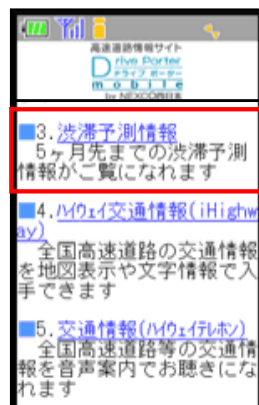 高速道路情報サイト
Drive Porter
ドライブ ポーター
mobile
by NEXCO西日本
■3.渋滞予測情報
5ヶ月先までの渋滞予測
情報がご覧になれます
■4.ﾊｲｳｪｲ交通情報(iHighw
ay)
全国高速道路の交通情報
を地図表示や文字情報で入
手できます
■5.交通情報(ﾊｲｳｪｲﾃﾚﾎﾝ)
全国高速道路等の交通情
報を音声案内でお聴きにな
れます